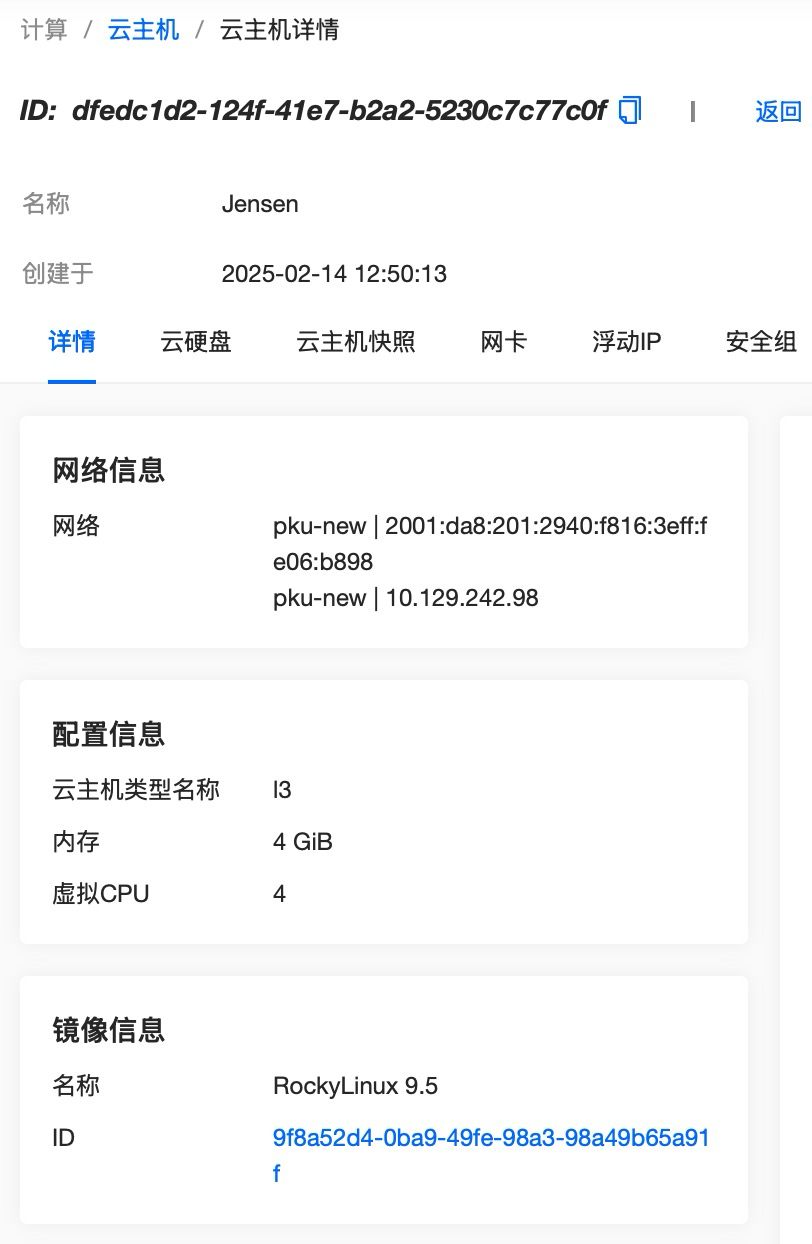 计算 / 云主机 / 云主机详情
ID: dfedc1d2-124f-41e7-b2a2-5230c7c77c0f | 返回
名称 Jensen
创建于 2025-02-14 12:50:13
详情 云硬盘 云主机快照 网卡 浮动IP 安全组
网络信息
网络 pku-new | 2001:da8:201:2940:f816:3eff:f
e06:b898
pku-new | 10.129.242.98
配置信息
云主机类型名称 l3
内存 4 GiB
虚拟CPU 4
镜像信息
名称 RockyLinux 9.5
ID 9f8a52d4-0ba9-49fe-98a3-98a49b65a91
f